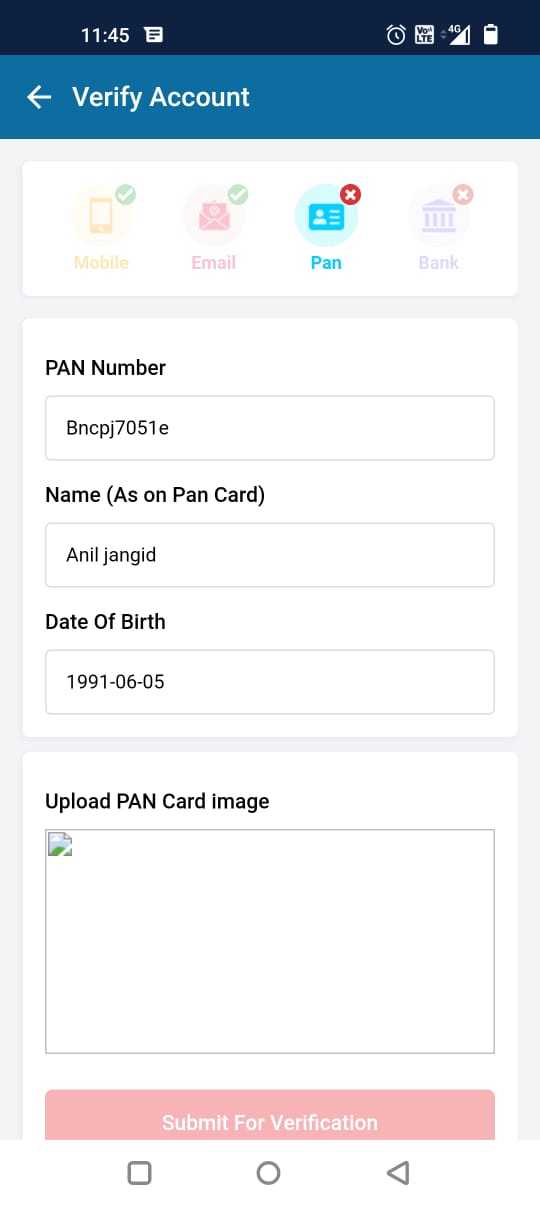 11:45
Vo))
LTE
4G
Verify Account
Mobile
Email
Pan
Bank
PAN Number
Bncpj7051e
Name (As on Pan Card)
Anil jangid
Date Of Birth
1991-06-05
Upload PAN Card image
Submit For Verification